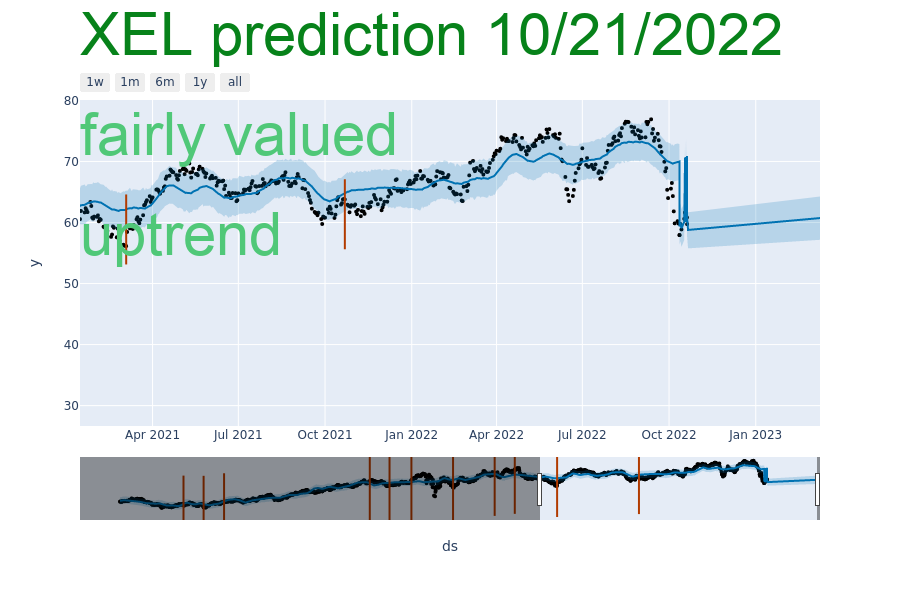 XEL prediction 10/21/2022
1w 1m 6m 1y all
80
fairly valued
70
60
uptrend
y
50
40
30
Apr 2021 Jul 2021 Oct 2021 Jan 2022 Apr 2022 Jul 2022 Oct 2022 Jan 2023
ds